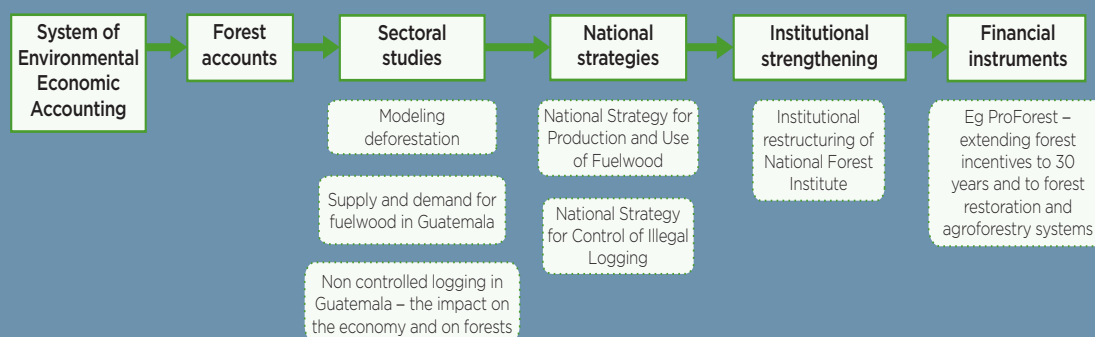 System of
Environmental
Economic
Accounting
Forest
accounts
Sectoral
studies
Modeling
deforestation
Supply and demand for
fuelwood in Guatemala
Non controlled logging in
Guatemala – the impact on
the economy and on forests
National
strategies
National Strategy for
Production and Use
of Fuelwood
National Strategy
for Control of Illegal
Logging
Institutional
strengthening
Institutional
restructuring of
National Forest
Institute
Financial
instruments
Eg ProForest –
extending forest
incentives to 30
years and to forest
restoration and
agroforestry systems